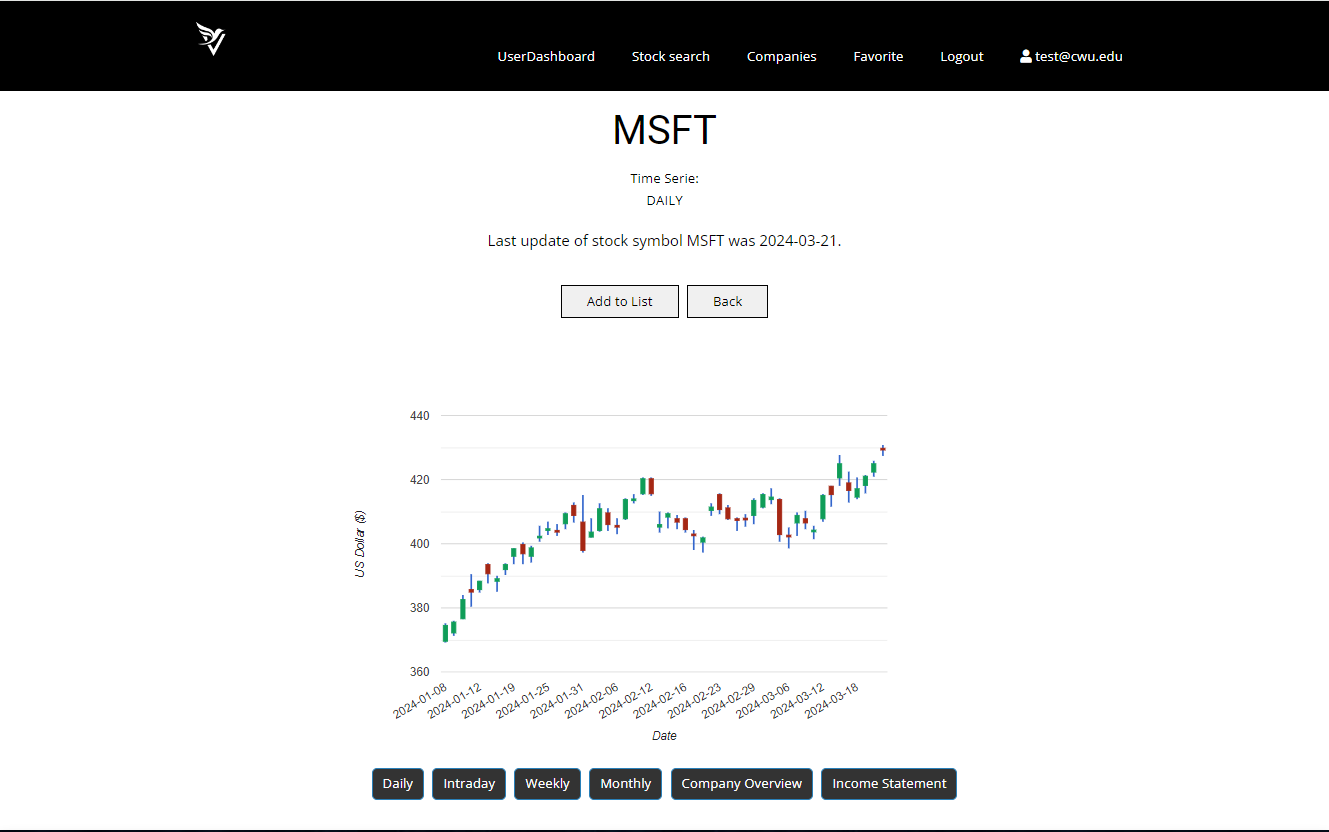 UserDashboard Stock search Companies Favorite Logout test@cwu.edu
MSFT
Time Serie:
DAILY
Last update of stock symbol MSFT was 2024-03-21.
Add to List Back
440
420
400
380
360
US Dollar ($)
2024-01-08 2024-01-12 2024-01-19 2024-01-25 2024-01-31 2024-02-06 2024-02-12 2024-02-16 2024-02-23 2024-02-29 2024-03-06 2024-03-12 2024-03-18
Date
Daily Intraday Weekly Monthly Company Overview Income Statement